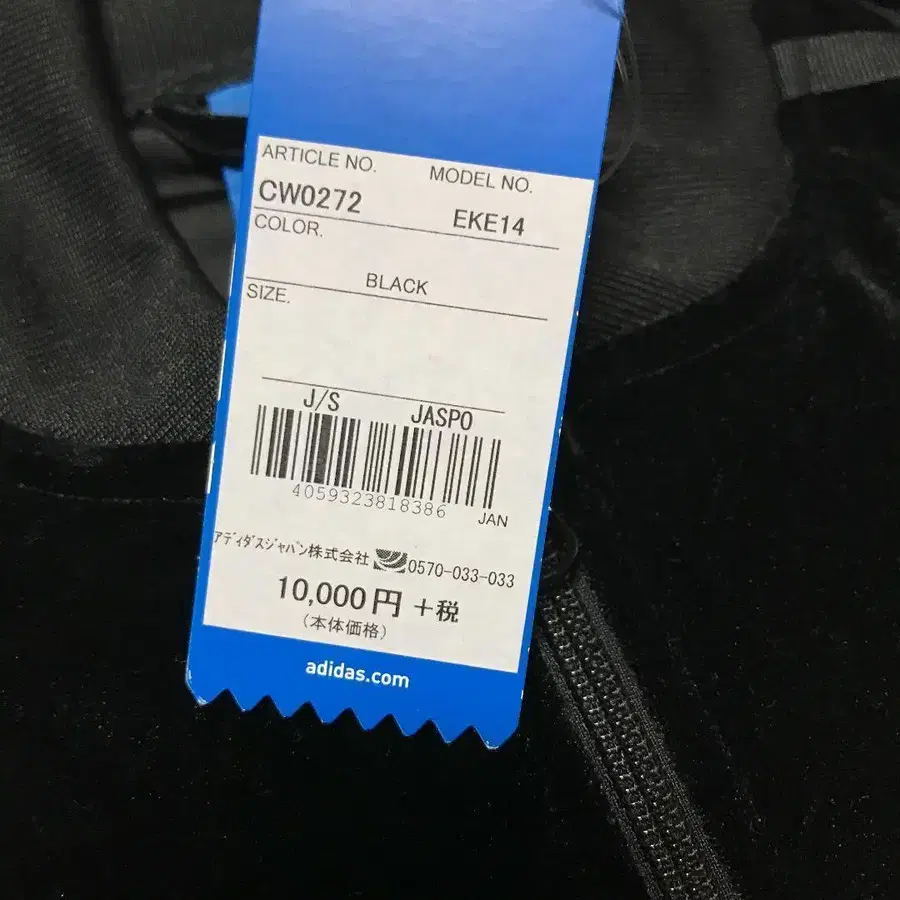 ARTICLE NO. MODEL NO.
CW0272 EKE14
COLOR.
BLACK
SIZE.
J/S JASPO
4059323818386 JAN
アディダスジャパン株式会社 0570-033-033
10,000円 +税
(本体価格)
adidas.com